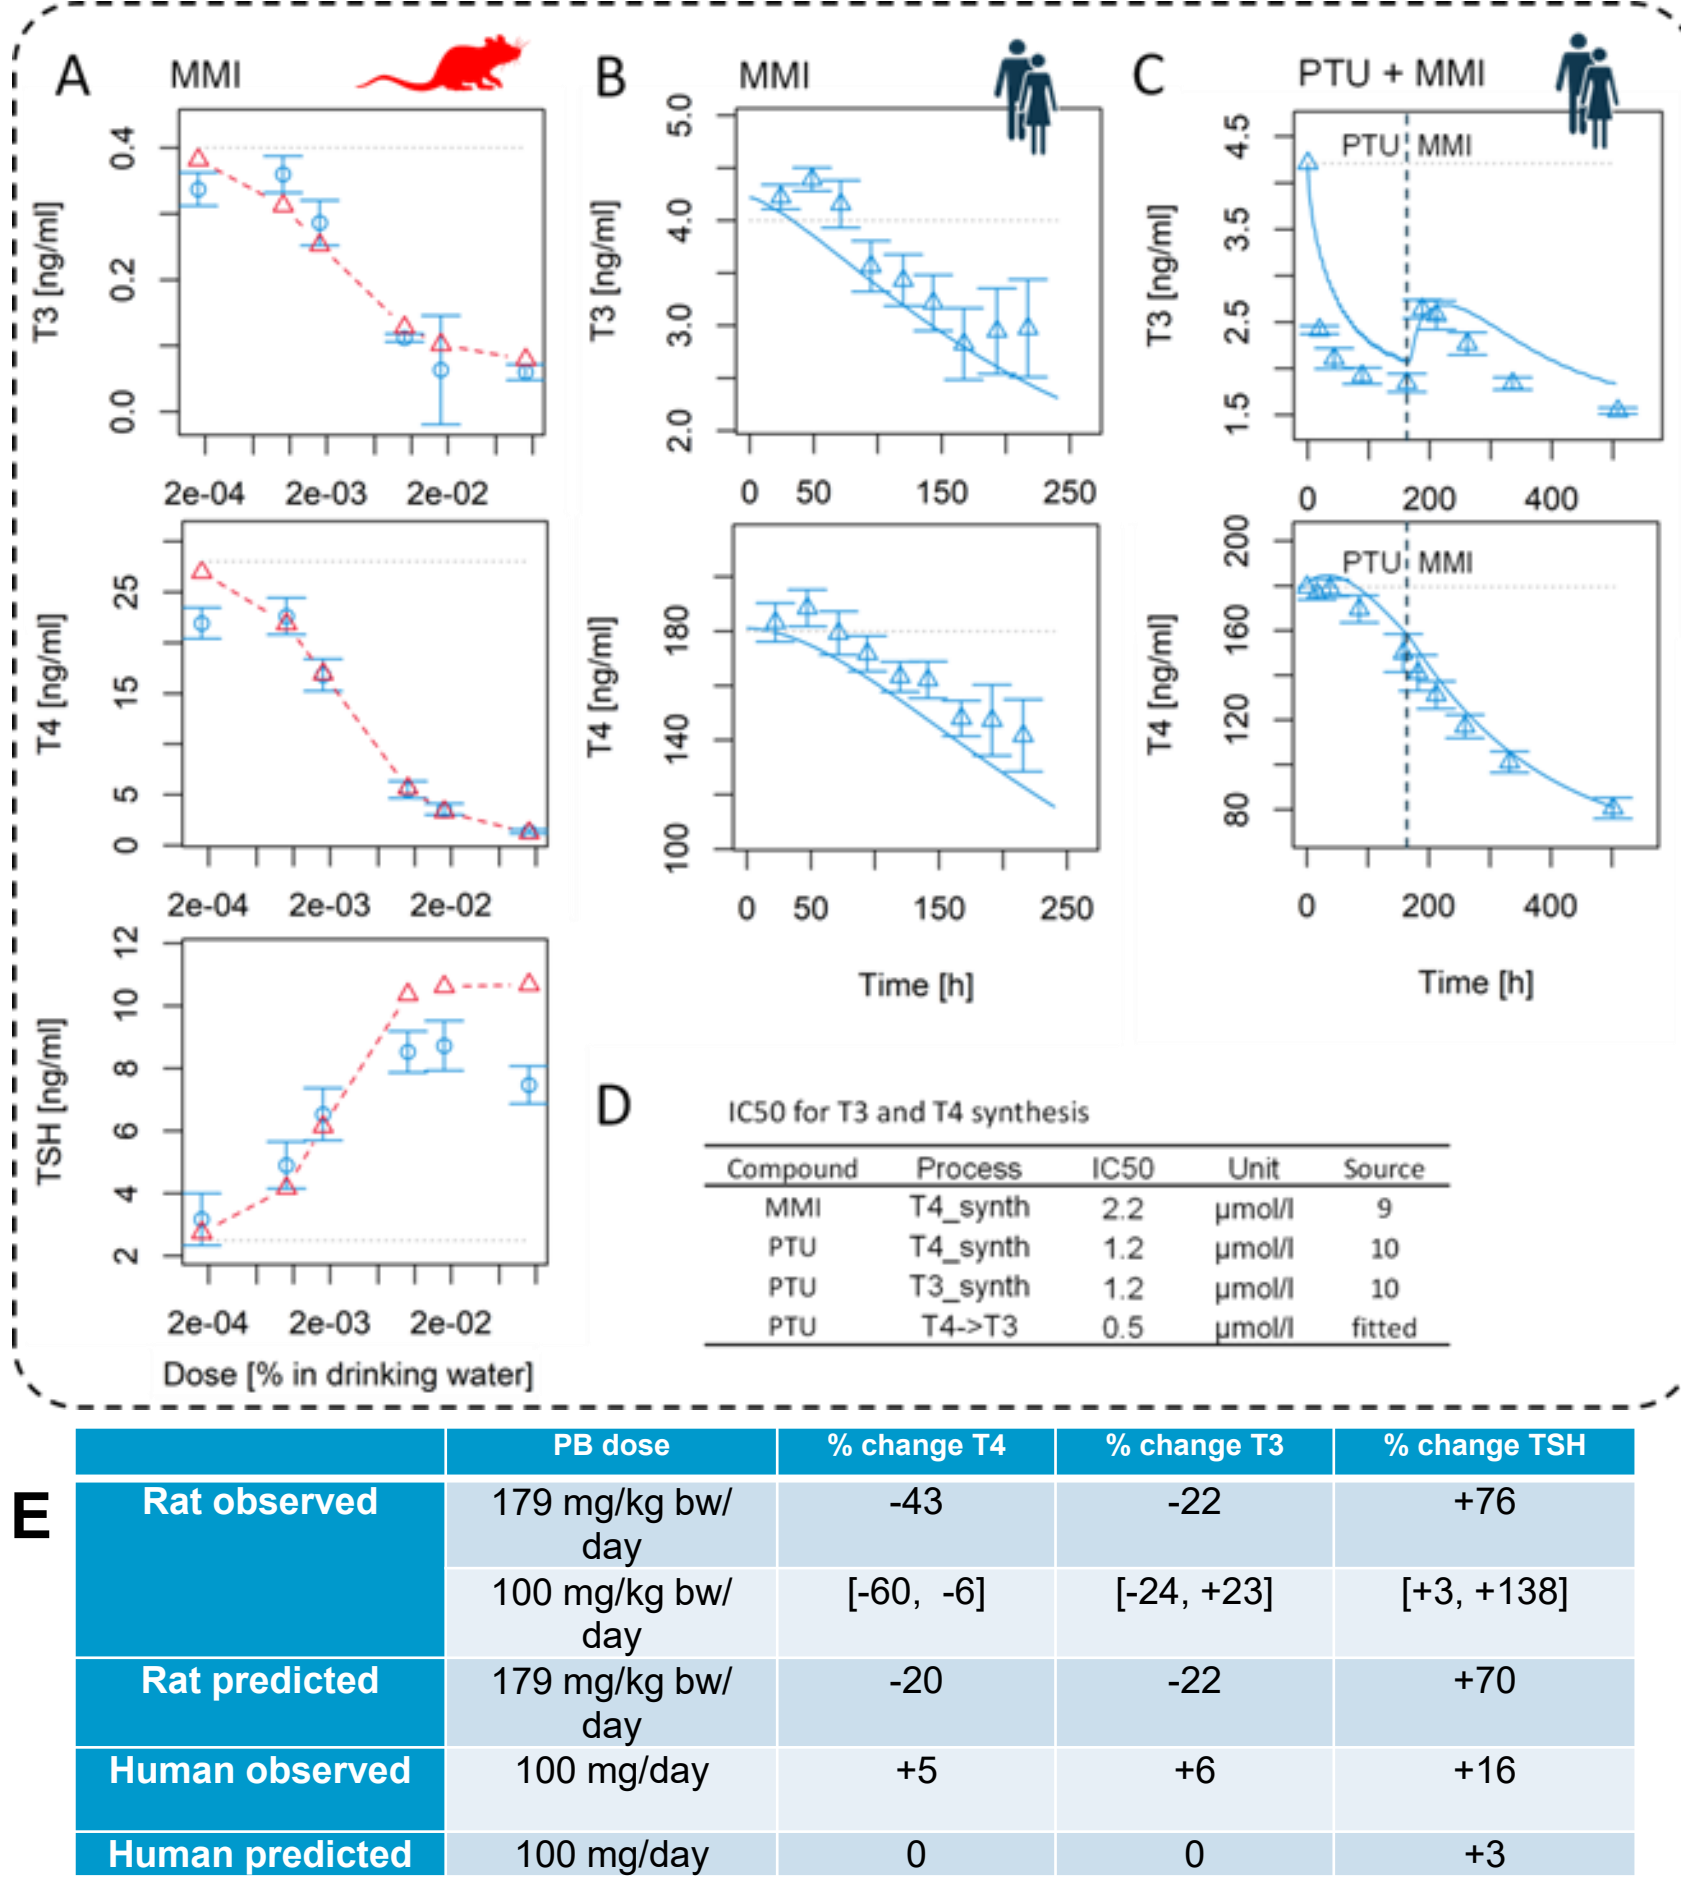 A MMI
B MMI
C PTU + MMI
T3 [ng/ml]
0.4
0.2
0.0
2e-04 2e-03 2e-02
T3 [ng/ml]
5.0
4.0
3.0
2.0
0 50 150 250
PTU MMI
T3 [ng/ml]
4.5
3.5
2.5
1.5
0 200 400
T4 [ng/ml]
25
15
5
0
2e-04 2e-03 2e-02
T4 [ng/ml]
180
140
100
0 50 150 250
Time [h]
PTU MMI
T4 [ng/ml]
200
160
120
80
0 200 400
Time [h]
TSH [ng/ml]
12
10
8
6
4
2
2e-04 2e-03 2e-02
Dose [% in drinking water]
D IC50 for T3 and T4 synthesis
Compound Process IC50 Unit Source
MMI T4_synth 2.2 µmol/l 9
PTU T4_synth 1.2 µmol/l 10
PTU T3_synth 1.2 µmol/l 10
PTU T4->T3 0.5 µmol/l fitted
E
PB dose % change T4 % change T3 % change TSH
Rat observed 179 mg/kg bw/ -43 -22 +76
day
100 mg/kg bw/ [-60, -6] [-24, +23] [+3, +138]
day
Rat predicted 179 mg/kg bw/ -20 -22 +70
day
Human observed 100 mg/day +5 +6 +16
Human predicted 100 mg/day 0 0 +3